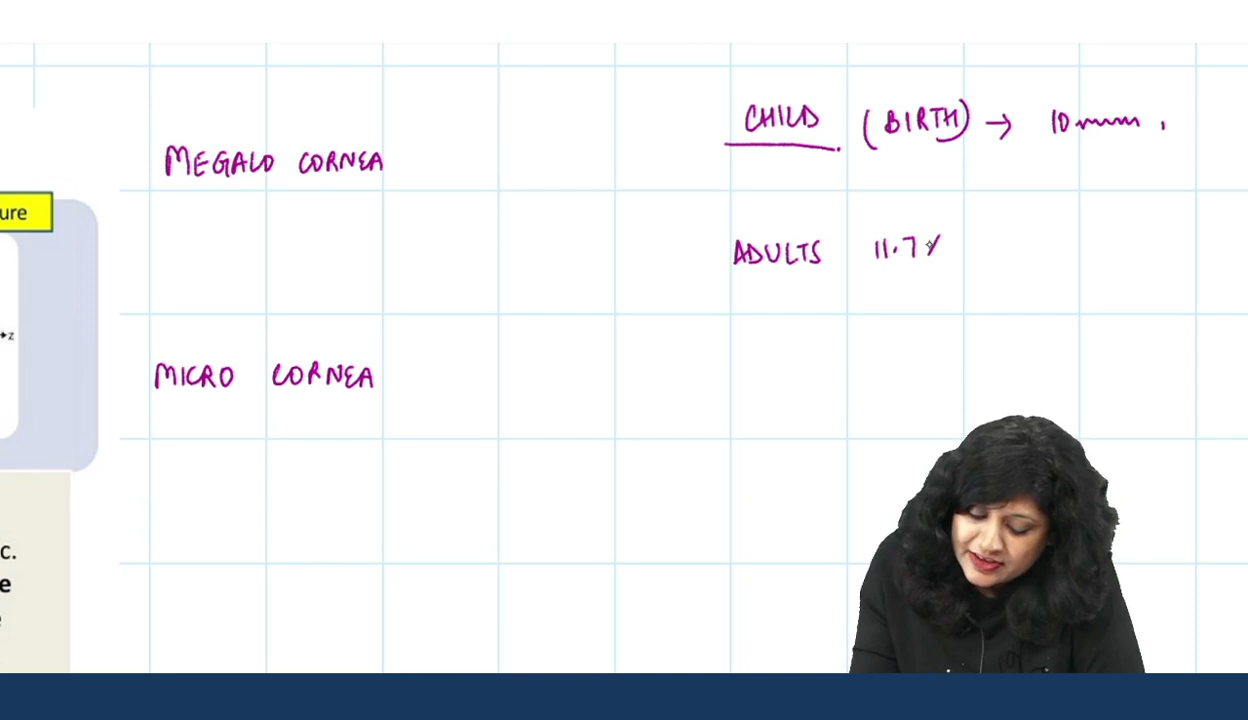 CHILD (BIRTH) → 10mm.
MEGALO CORNEA
ure
ADULTS 11.7
z
MICRO CORNEA
c.
e